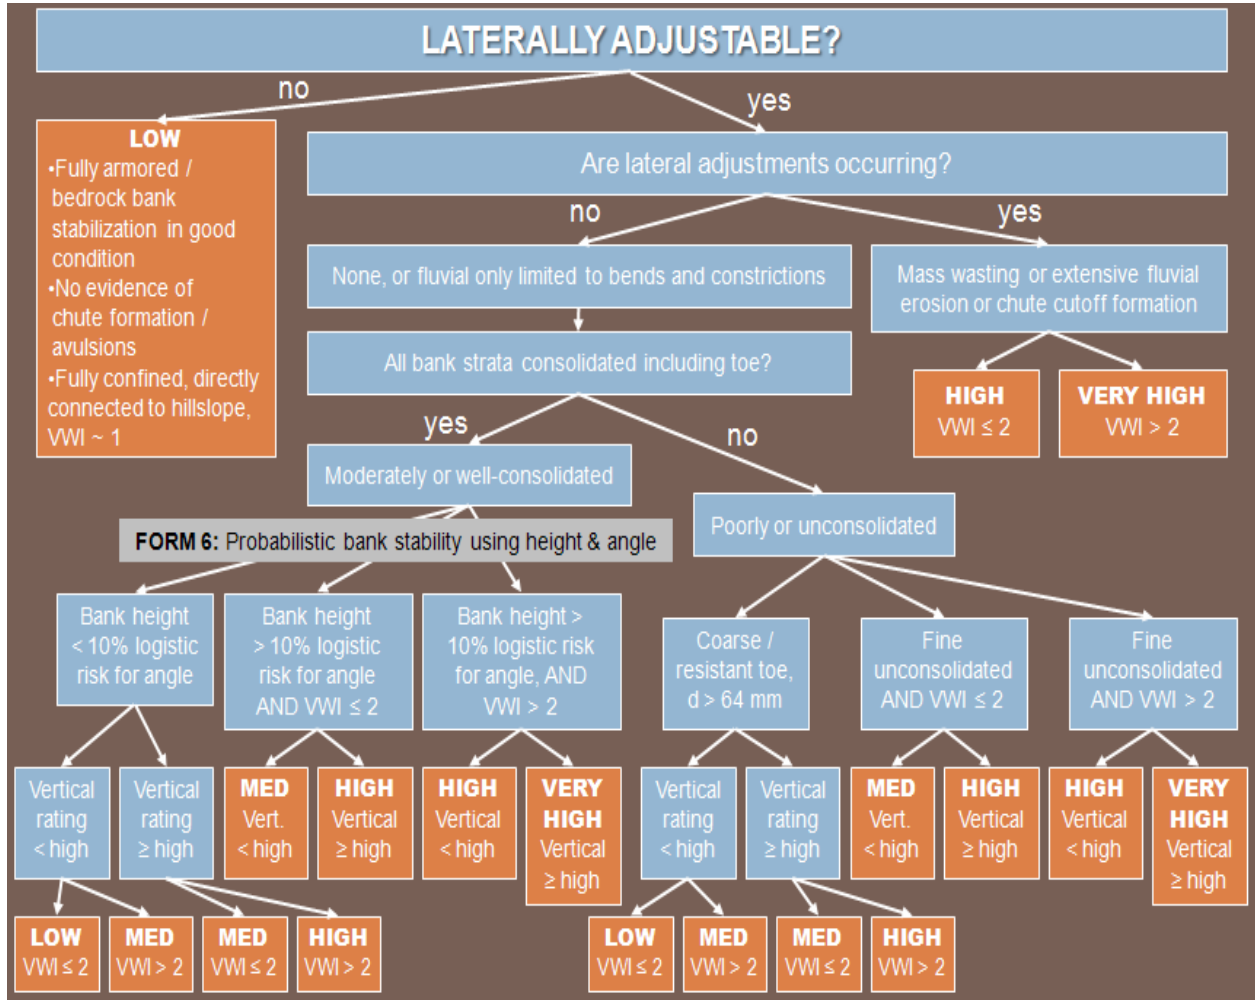 LATERALLY ADJUSTABLE?
no
yes
LOW
•Fully armored /
bedrock bank
stabilization in good
condition
•No evidence of
chute formation /
avulsions
•Fully confined, directly
connected to hillslope,
VWI ~ 1
Are lateral adjustments occurring?
no
yes
None, or fluvial only limited to bends and constrictions
Mass wasting or extensive fluvial
erosion or chute cutoff formation
All bank strata consolidated including toe?
HIGH
VWI ≤ 2
VERY HIGH
VWI > 2
yes
no
Moderately or well-consolidated
Poorly or unconsolidated
FORM 6: Probabilistic bank stability using height & angle
Bank height
< 10% logistic
risk for angle
Bank height
> 10% logistic
risk for angle
AND VWI ≤ 2
Bank height >
10% logistic risk
for angle, AND
VWI > 2
Coarse /
resistant toe,
d > 64 mm
Fine
unconsolidated
AND VWI ≤ 2
Fine
unconsolidated
AND VWI > 2
Vertical
rating
< high
Vertical
rating
≥ high
MED
Vert.
< high
HIGH
Vertical
≥ high
HIGH
Vertical
< high
VERY
HIGH
Vertical
≥ high
Vertical
rating
< high
Vertical
rating
≥ high
MED
Vert.
< high
HIGH
Vertical
≥ high
HIGH
Vertical
< high
VERY
HIGH
Vertical
≥ high
LOW
VWI ≤ 2
MED
VWI > 2
MED
VWI ≤ 2
HIGH
VWI > 2
LOW
VWI ≤ 2
MED
VWI > 2
MED
VWI ≤ 2
HIGH
VWI > 2